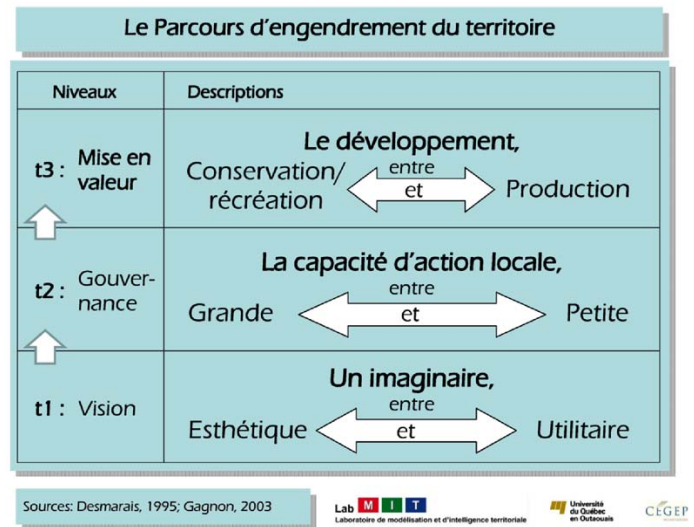 Le Parcours d'engendrement du territoire
Niveaux
Descriptions
t3 : Mise en
valeur
Le développement,
Conservation/
récréation
entre
et
Production
t2 : Gouver-
nance
La capacité d'action locale,
Grande
entre
et
Petite
t1 : Vision
Un imaginaire,
Esthétique
entre
et
Utilitaire
Sources: Desmarais, 1995; Gagnon, 2003
Lab M I T
Laboratoire de modélisation et d'intelligence territoriale
Université
du Québec
en Outaouais
CÉGEP